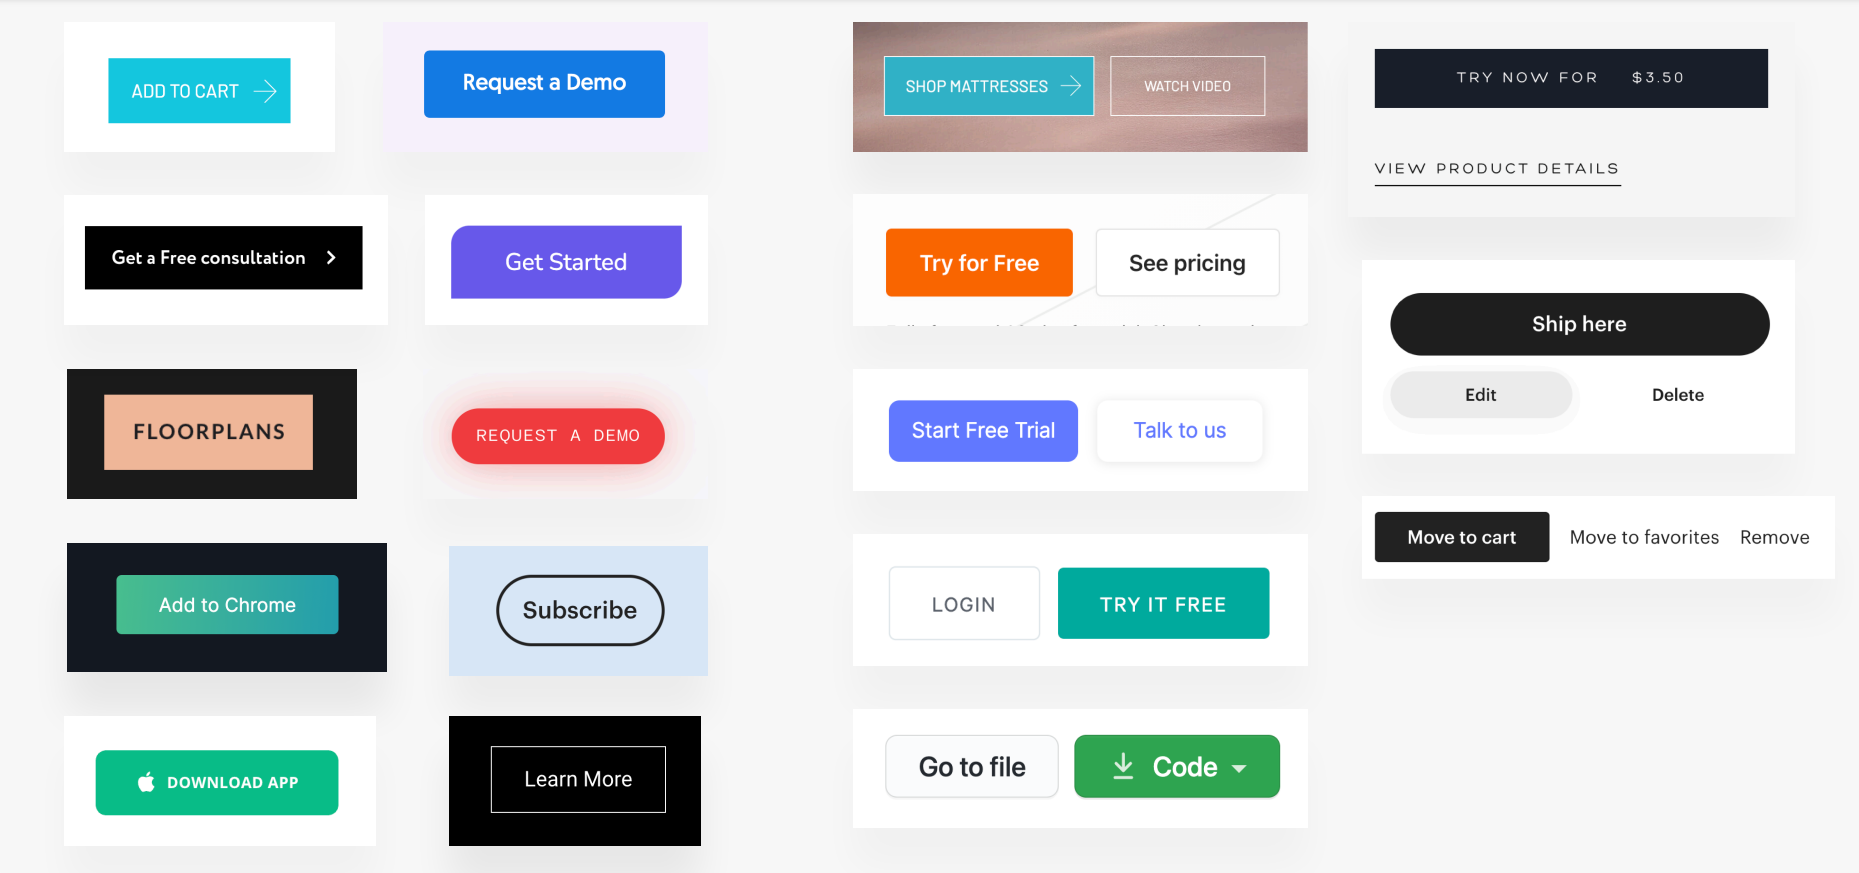 ADD TO CART
Request a Demo
Get a Free consultation
Get Started
FLOORPLANS
REQUEST A DEMO
Add to Chrome
Subscribe
DOWNLOAD APP
Learn More
SHOP MATTRESSES
WATCH VIDEO
Try for Free
See pricing
Start Free Trial
Talk to us
LOGIN
TRY IT FREE
Go to file
Code
TRY NOW FOR $3.50
VIEW PRODUCT DETAILS
Ship here
Edit
Delete
Move to cart
Move to favorites
Remove